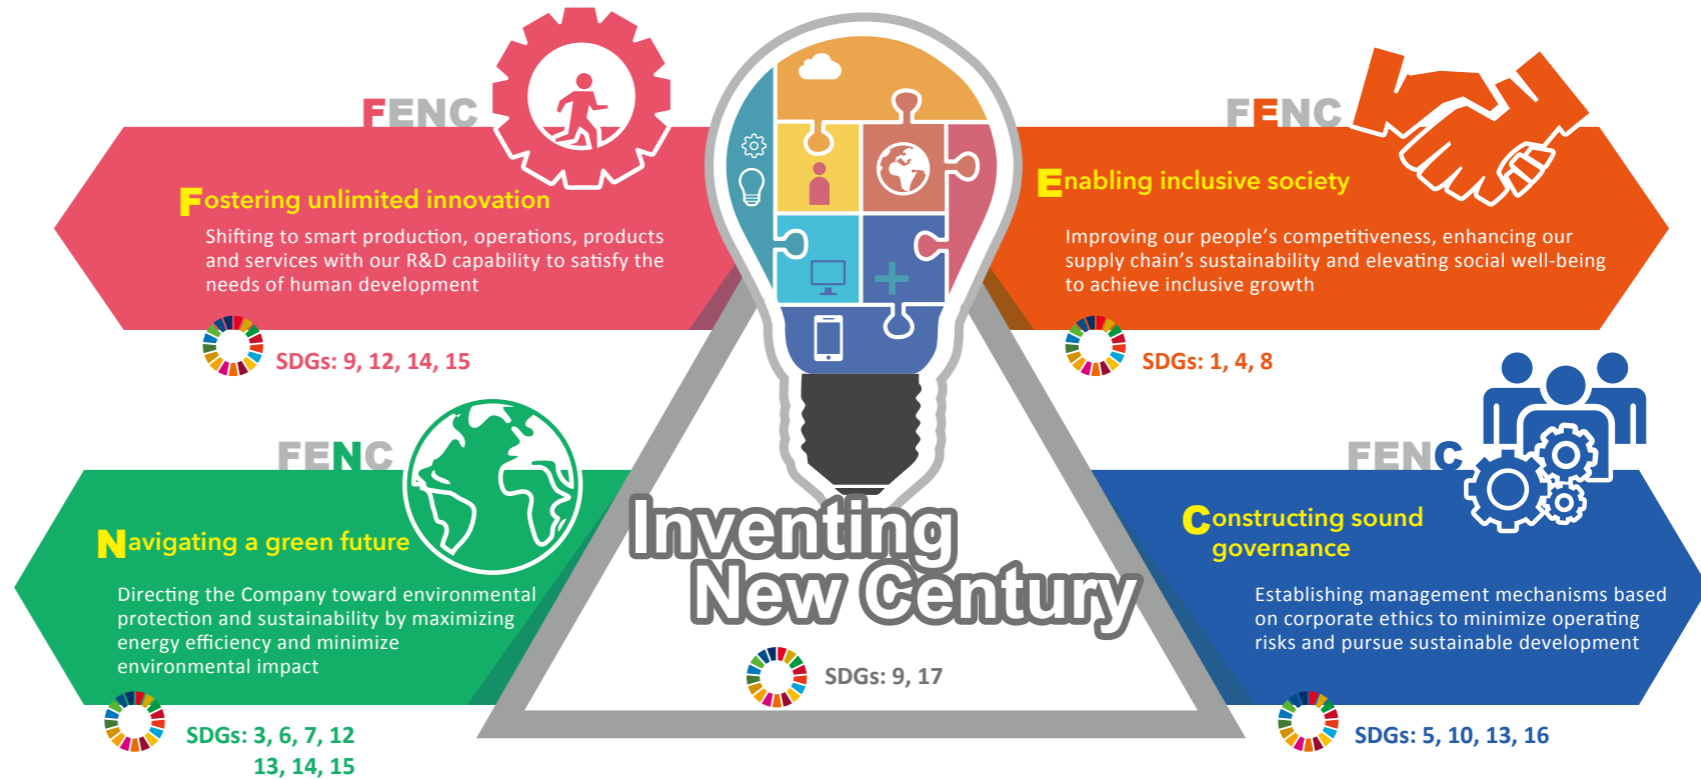 FENC
Fostering unlimited innovation
Shifting to smart production, operations, products
and services with our R&D capability to satisfy the
needs of human development
SDGs: 9, 12, 14, 15
FENC
Enabling inclusive society
Improving our people's competitiveness, enhancing our
supply chain's sustainability and elevating social well-being
to achieve inclusive growth
SDGs: 1, 4, 8
FENC
Navigating a green future
Directing the Company toward environmental
protection and sustainability by maximizing
energy efficiency and minimize
environmental impact
SDGs: 3, 6, 7, 12
13, 14, 15
Inventing
New Century
SDGs: 9, 17
FENC
Constructing sound
governance
Establishing management mechanisms based
on corporate ethics to minimize operating
risks and pursue sustainable development
SDGs: 5, 10, 13, 16